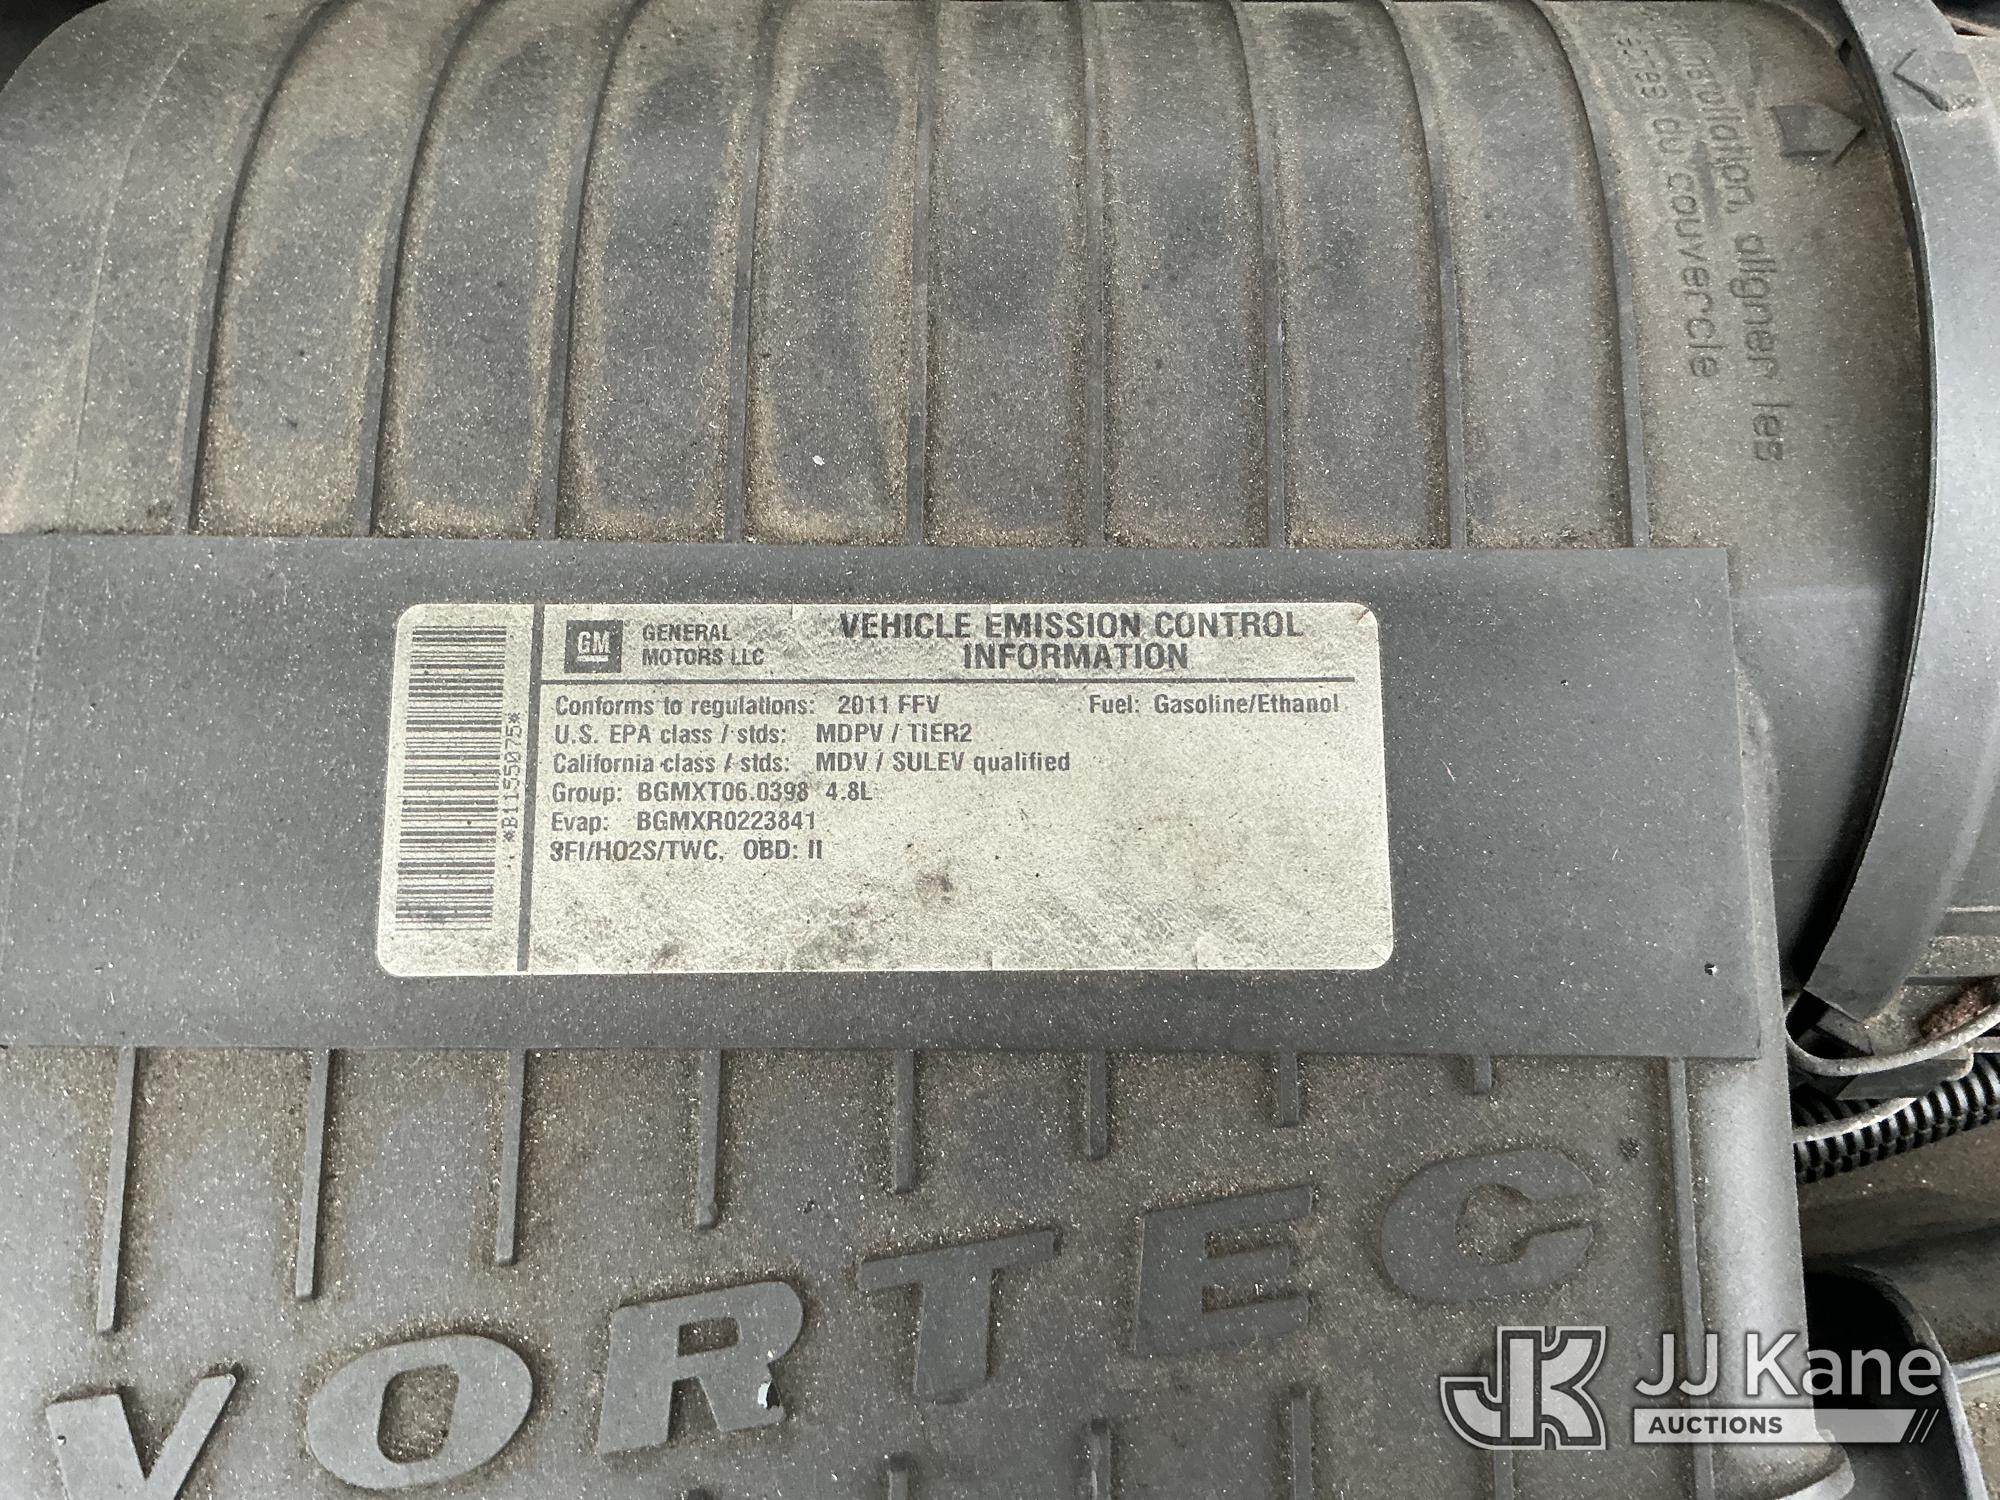 alligner les
du couvercle
*B1155075*
GM
GENERAL
MOTORS LLC
VEHICLE EMISSION CONTROL
INFORMATION
Conforms to regulations: 2011 FFV Fuel: Gasoline/Ethanol
U.S. EPA class / stds: MDPV / TIER2
California class / stds: MDV / SULEV qualified
Group: BGMXT06.0398 4.8L
Evap: BGMXR0223841
SFI/HO2S/TWC, OBD: II
VORTEC
JK JJ Kane
AUCTIONS